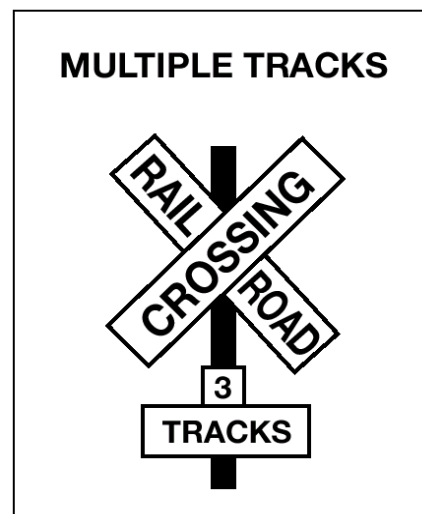 MULTIPLE TRACKS
RAIL
CROSSING
ROAD
3
TRACKS